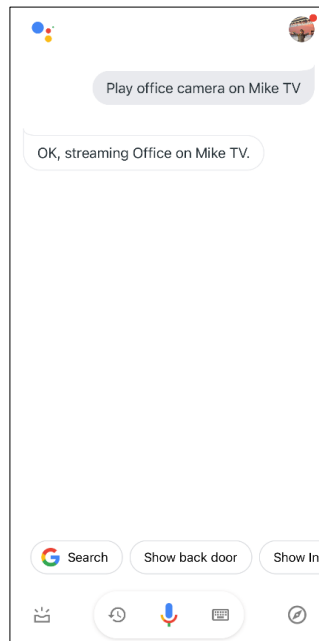 Play office camera on Mike TV
OK, streaming Office on Mike TV.
Search
Show back door
Show In